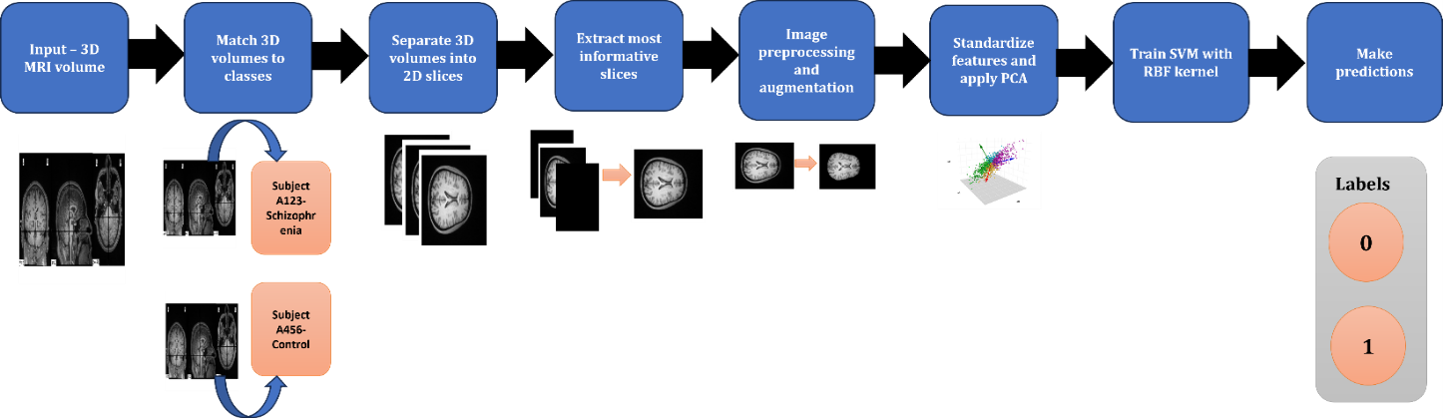 Input – 3D
MRI volume
Match 3D
volumes to
classes
Separate 3D
volumes into
2D slices
Extract most
informative
slices
Image
preprocessing
and
augmentation
Standardize
features and
apply PCA
Train SVM with
RBF kernel
Make
predictions
Subject
A123-
Schizophr
enia
Subject
A456-
Control
Labels
0
1